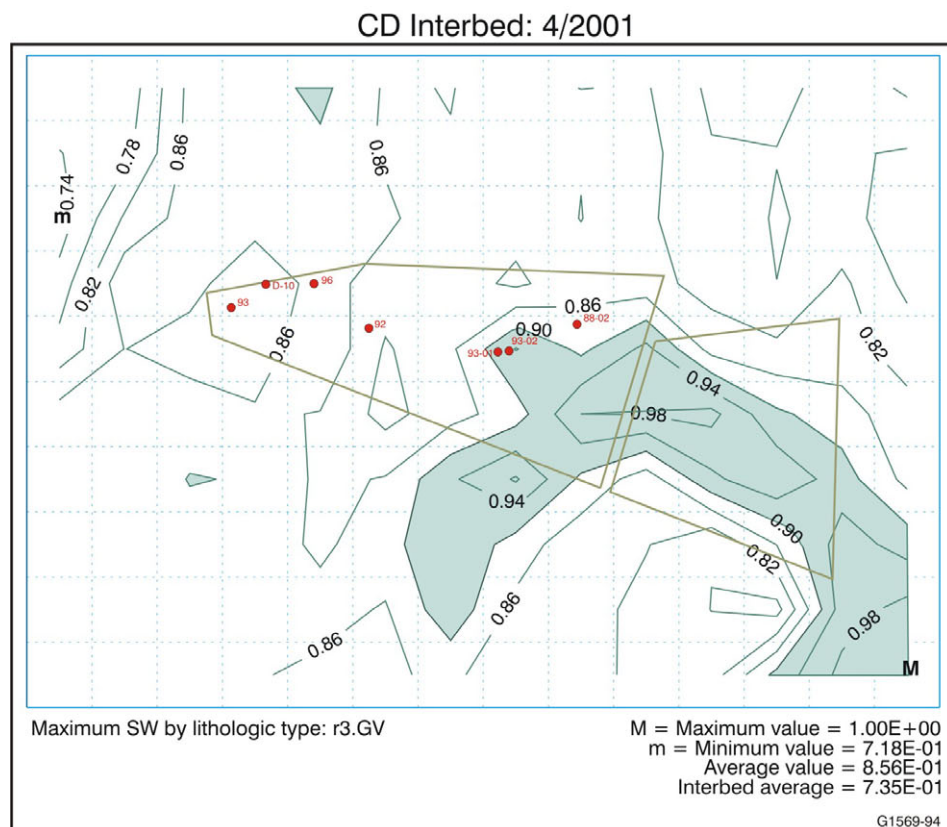 CD Interbed: 4/2001
0.78
0.86
0.86
0.74
m
0.82
D-10
96
93
0.86
92
0.86
88-02
0.90
93-01
93-02
0.82
0.94
0.98
0.94
0.90
0.82
0.86
0.86
0.98
M
Maximum SW by lithologic type: r3.GV
M = Maximum value = 1.00E+00
m = Minimum value = 7.18E-01
Average value = 8.56E-01
Interbed average = 7.35E-01
G1569-94